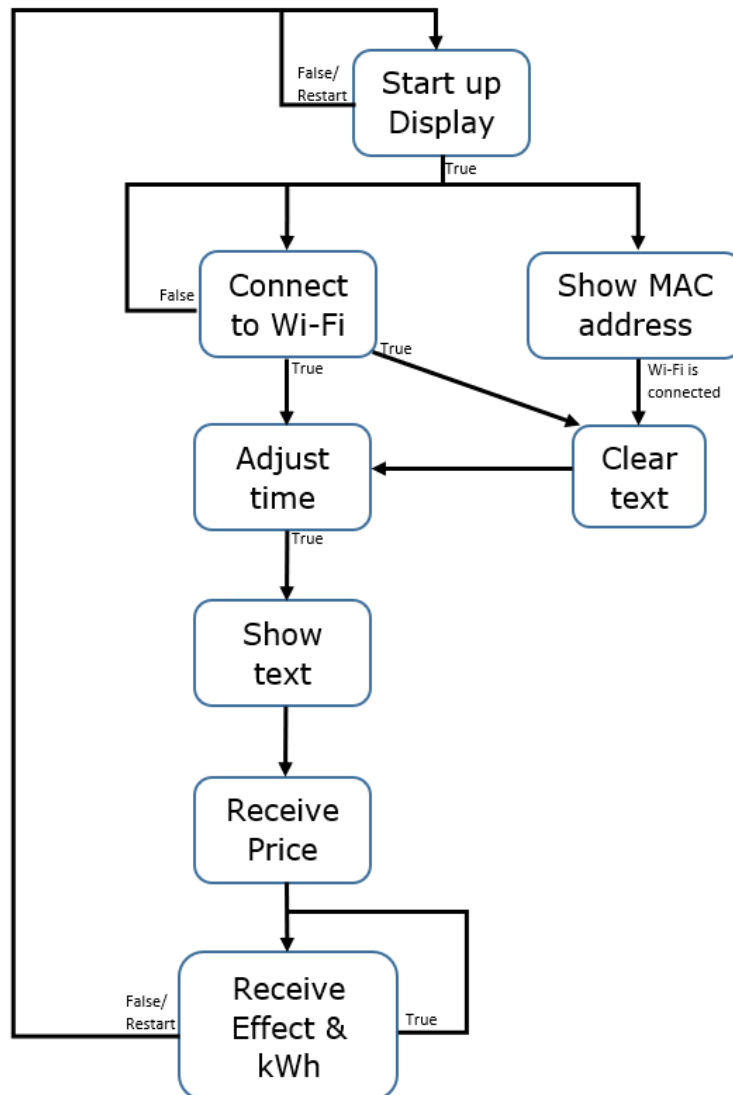 False/
Restart
Start up
Display
True
False
Connect
to Wi-Fi
Show MAC
address
True
True
Wi-Fi is
connected
Adjust
time
Clear
text
True
Show
text
Receive
Price
False/
Restart
Receive
Effect &
kWh
True